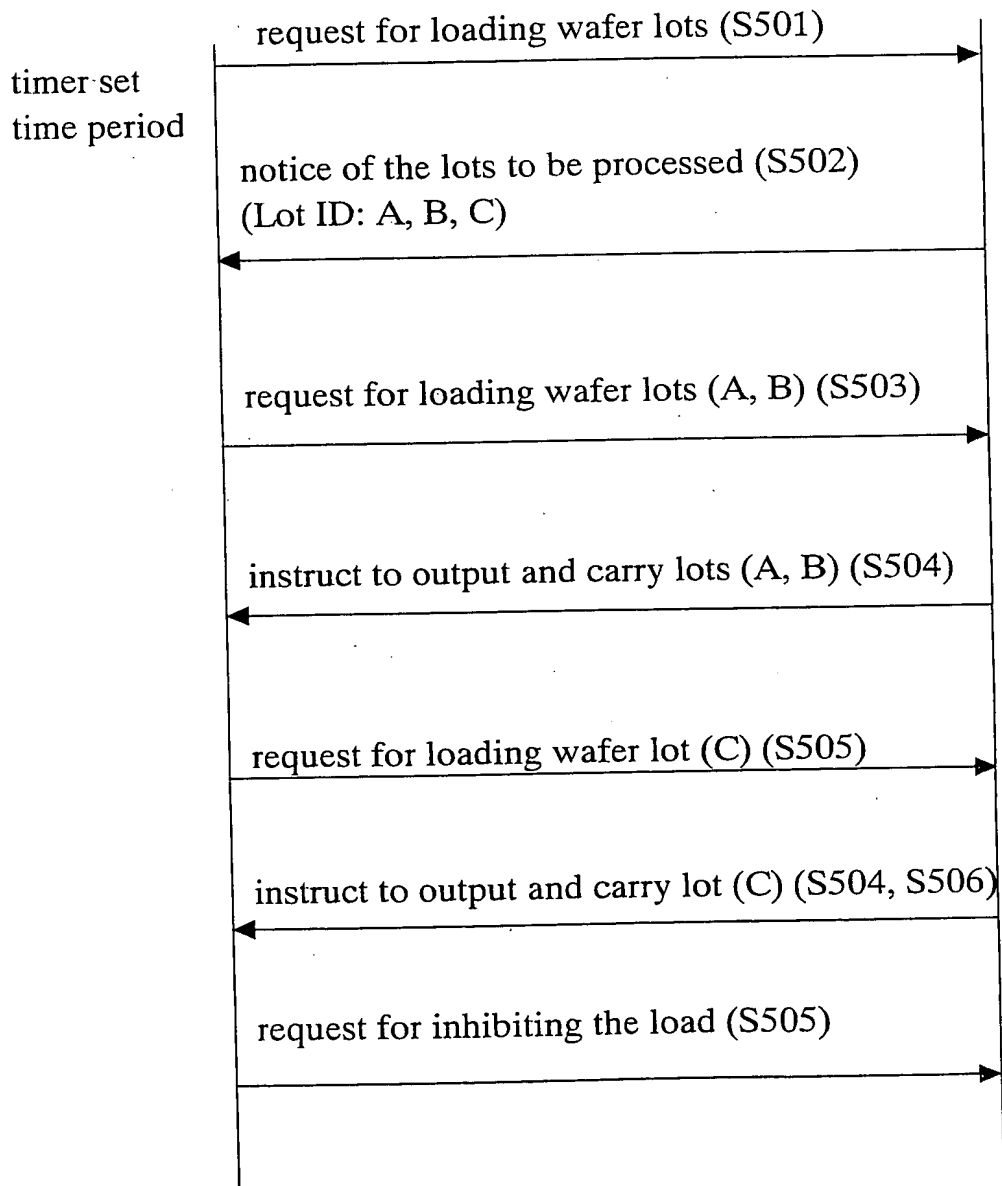 request for loading wafer lots (S501)
timer set
time period
notice of the lots to be processed (S502)
(Lot ID: A, B, C)
request for loading wafer lots (A, B) (S503)
instruct to output and carry lots (A, B) (S504)
request for loading wafer lot (C) (S505)
instruct to output and carry lot (C) (S504, S506)
request for inhibiting the load (S505)